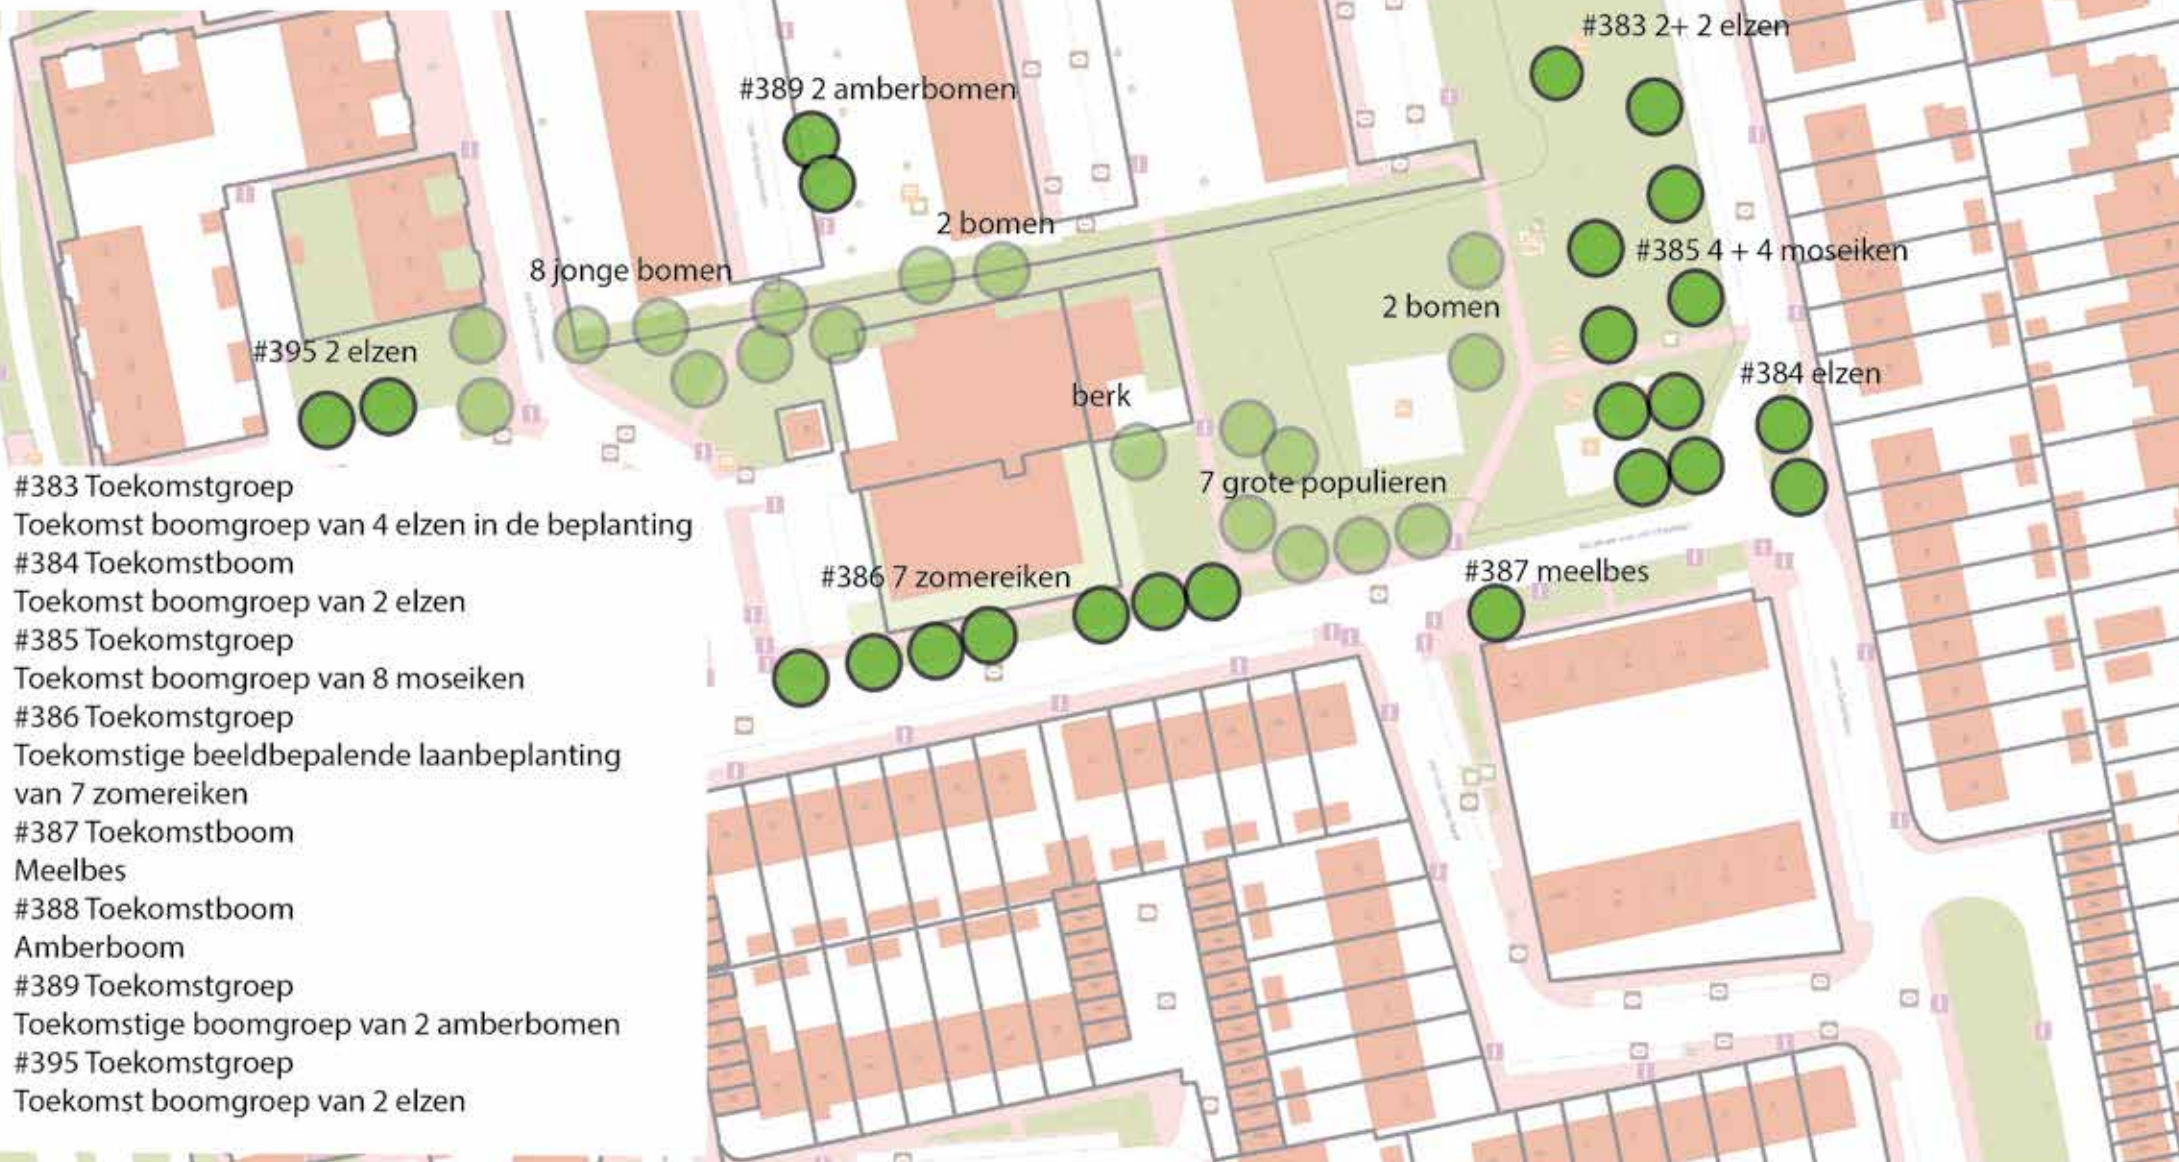 #383 2+ 2 elzen
#389 2 amberbomen
2 bomen
#385 4 + 4 moseiken
8 jonge bomen
2 bomen
#395 2 elzen
#384 elzen
berk
7 grote populieren
#386 7 zomereiken
#387 meelbes
#383 Toekomstgroep
Toekomst boomgroep van 4 elzen in de beplanting
#384 Toekomstboom
Toekomst boomgroep van 2 elzen
#385 Toekomstgroep
Toekomst boomgroep van 8 moseiken
#386 Toekomstgroep
Toekomstige beeldbepalende laanbeplanting
van 7 zomereiken
#387 Toekomstboom
Meelbes
#388 Toekomstboom
Amberboom
#389 Toekomstgroep
Toekomstige boomgroep van 2 amberbomen
#395 Toekomstgroep
Toekomst boomgroep van 2 elzen